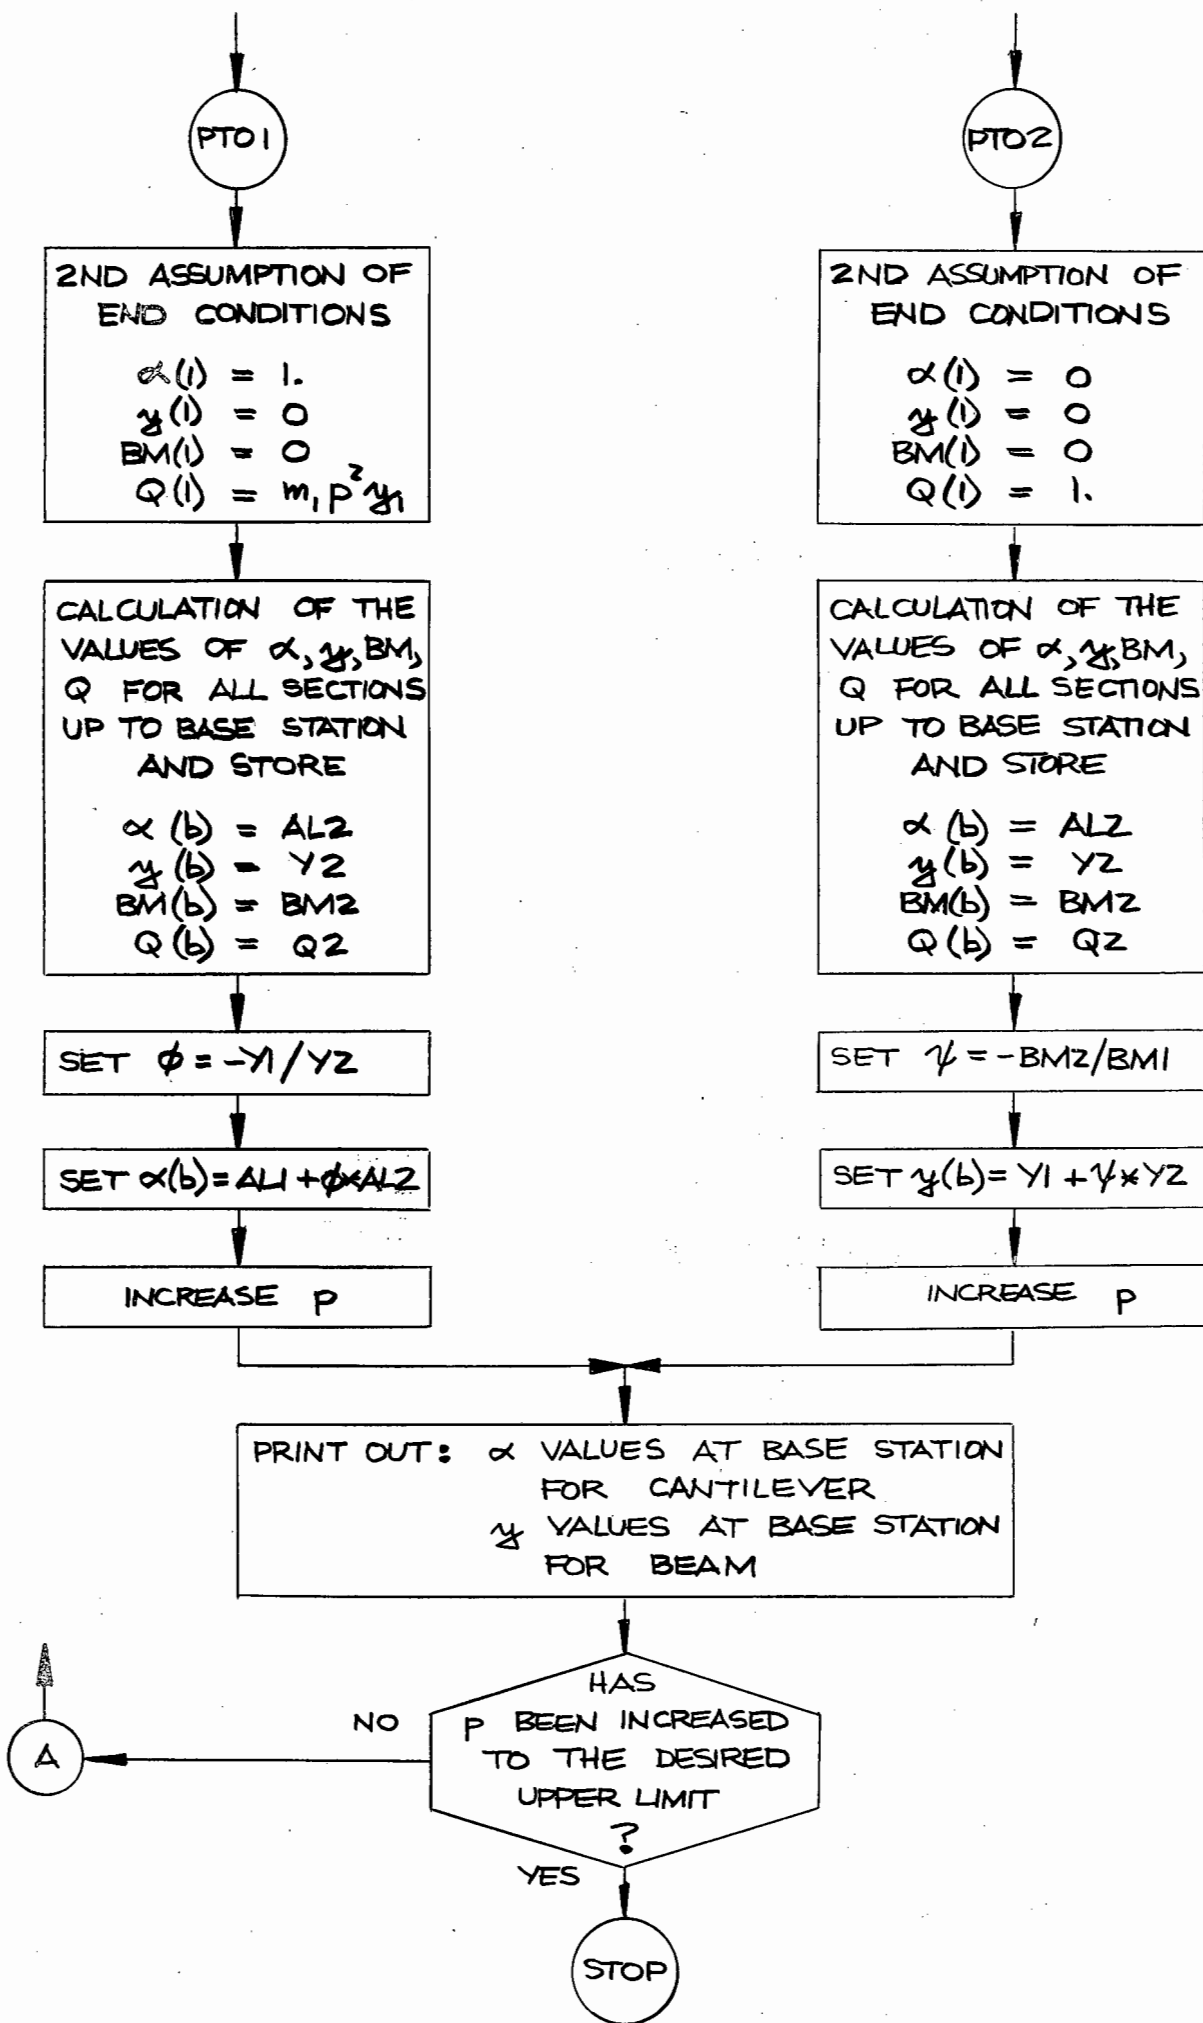 PTO1
2ND ASSUMPTION OF
END CONDITIONS
α(1) = 1.
y(1) = 0
BM(1) = 0
Q(1) = m₁p²y₁
CALCULATION OF THE
VALUES OF α, y, BM,
Q FOR ALL SECTIONS
UP TO BASE STATION
AND STORE
α(b) = AL2
y(b) = Y2
BM(b) = BM2
Q(b) = Q2
SET φ = -Y1/Y2
SET α(b) = AL1 + φ*AL2
INCREASE p
PTO2
2ND ASSUMPTION OF
END CONDITIONS
α(1) = 0
y(1) = 0
BM(1) = 0
Q(1) = 1.
CALCULATION OF THE
VALUES OF α, y, BM,
Q FOR ALL SECTIONS
UP TO BASE STATION
AND STORE
α(b) = AL2
y(b) = Y2
BM(b) = BM2
Q(b) = Q2
SET ψ = -BM2/BM1
SET y(b) = Y1 + ψ*Y2
INCREASE p
PRINT OUT: α VALUES AT BASE STATION
FOR CANTILEVER
y VALUES AT BASE STATION
FOR BEAM
HAS
p BEEN INCREASED
TO THE DESIRED
UPPER LIMIT
?
NO
A
YES
STOP